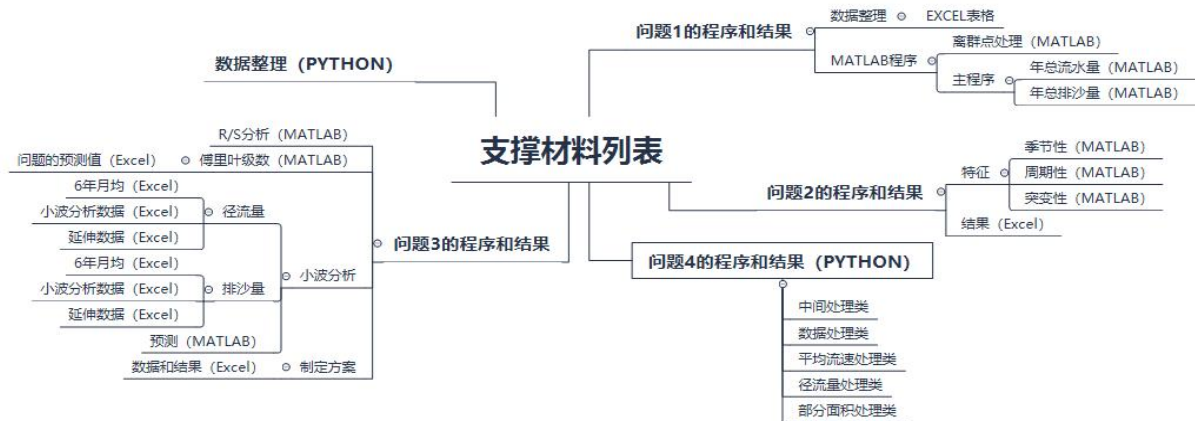 支撑材料列表
数据整理（PYTHON）
问题1的程序和结果
数据整理
EXCEL表格
MATLAB程序
离群点处理（MATLAB）
主程序
年总流水量（MATLAB）
年总排沙量（MATLAB）
问题2的程序和结果
特征
季节性（MATLAB）
周期性（MATLAB）
突变性（MATLAB）
结果（Excel）
问题3的程序和结果
R/S分析（MATLAB）
傅里叶级数（MATLAB）
问题的预测值（Excel）
小波分析
径流量
6年月均（Excel）
小波分析数据（Excel）
延伸数据（Excel）
排沙量
6年月均（Excel）
小波分析数据（Excel）
延伸数据（Excel）
预测（MATLAB）
制定方案
数据和结果（Excel）
问题4的程序和结果（PYTHON）
中间处理类
数据处理类
平均流速处理类
径流量处理类
部分面积处理类